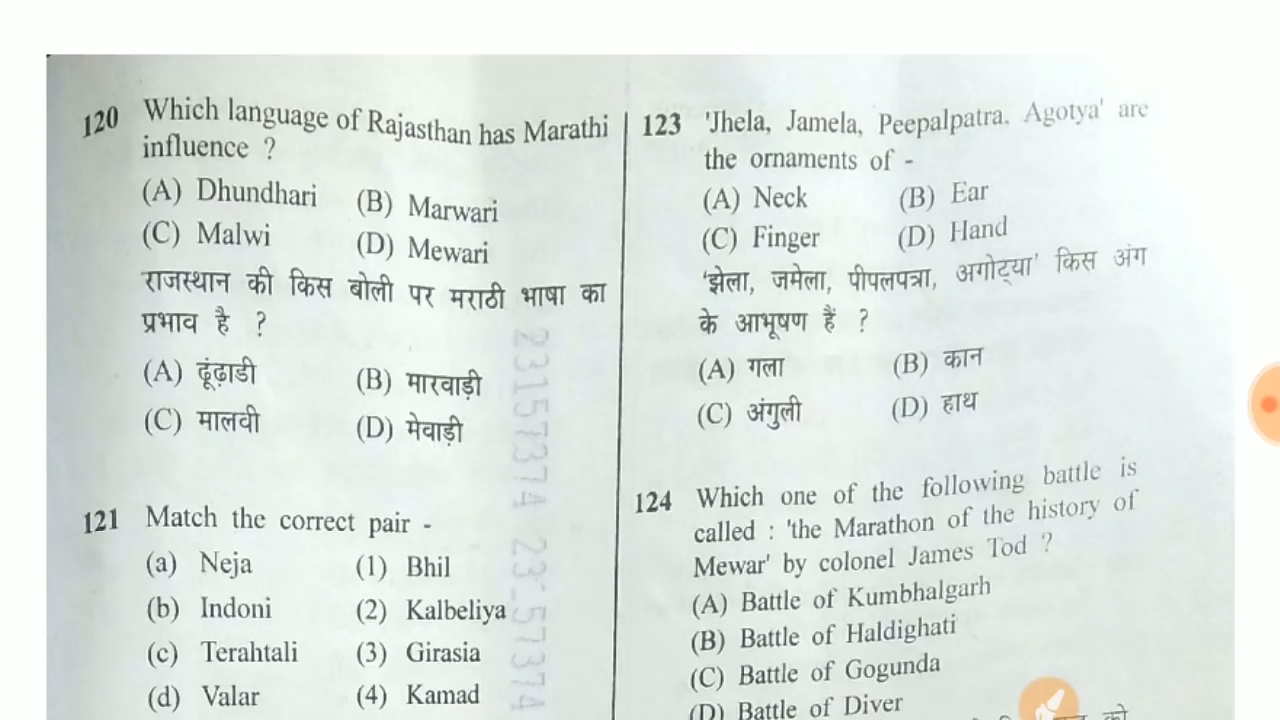 120 Which language of Rajasthan has Marathi
influence ?
(A) Dhundhari (B) Marwari
(C) Malwi (D) Mewari
राजस्थान की किस बोली पर मराठी भाषा का
प्रभाव है ?
(A) ढूंढ़ाडी (B) मारवाड़ी
(C) मालवी (D) मेवाड़ी
121 Match the correct pair -
(a) Neja (1) Bhil
(b) Indoni (2) Kalbeliya
(c) Terahtali (3) Girasia
(d) Valar (4) Kamad
23157374
123 'Jhela, Jamela, Peepalpatra, Agotya' are
the ornaments of -
(A) Neck (B) Ear
(C) Finger (D) Hand
'झेला, जमेला, पीपलपत्रा, अगोट्या' किस अंग
के आभूषण हैं ?
(A) गला (B) कान
(C) अंगुली (D) हाथ
124 Which one of the following battle is
called : 'the Marathon of the history of
Mewar' by colonel James Tod ?
(A) Battle of Kumbhalgarh
(B) Battle of Haldighati
(C) Battle of Gogunda
(D) Battle of Diver
को